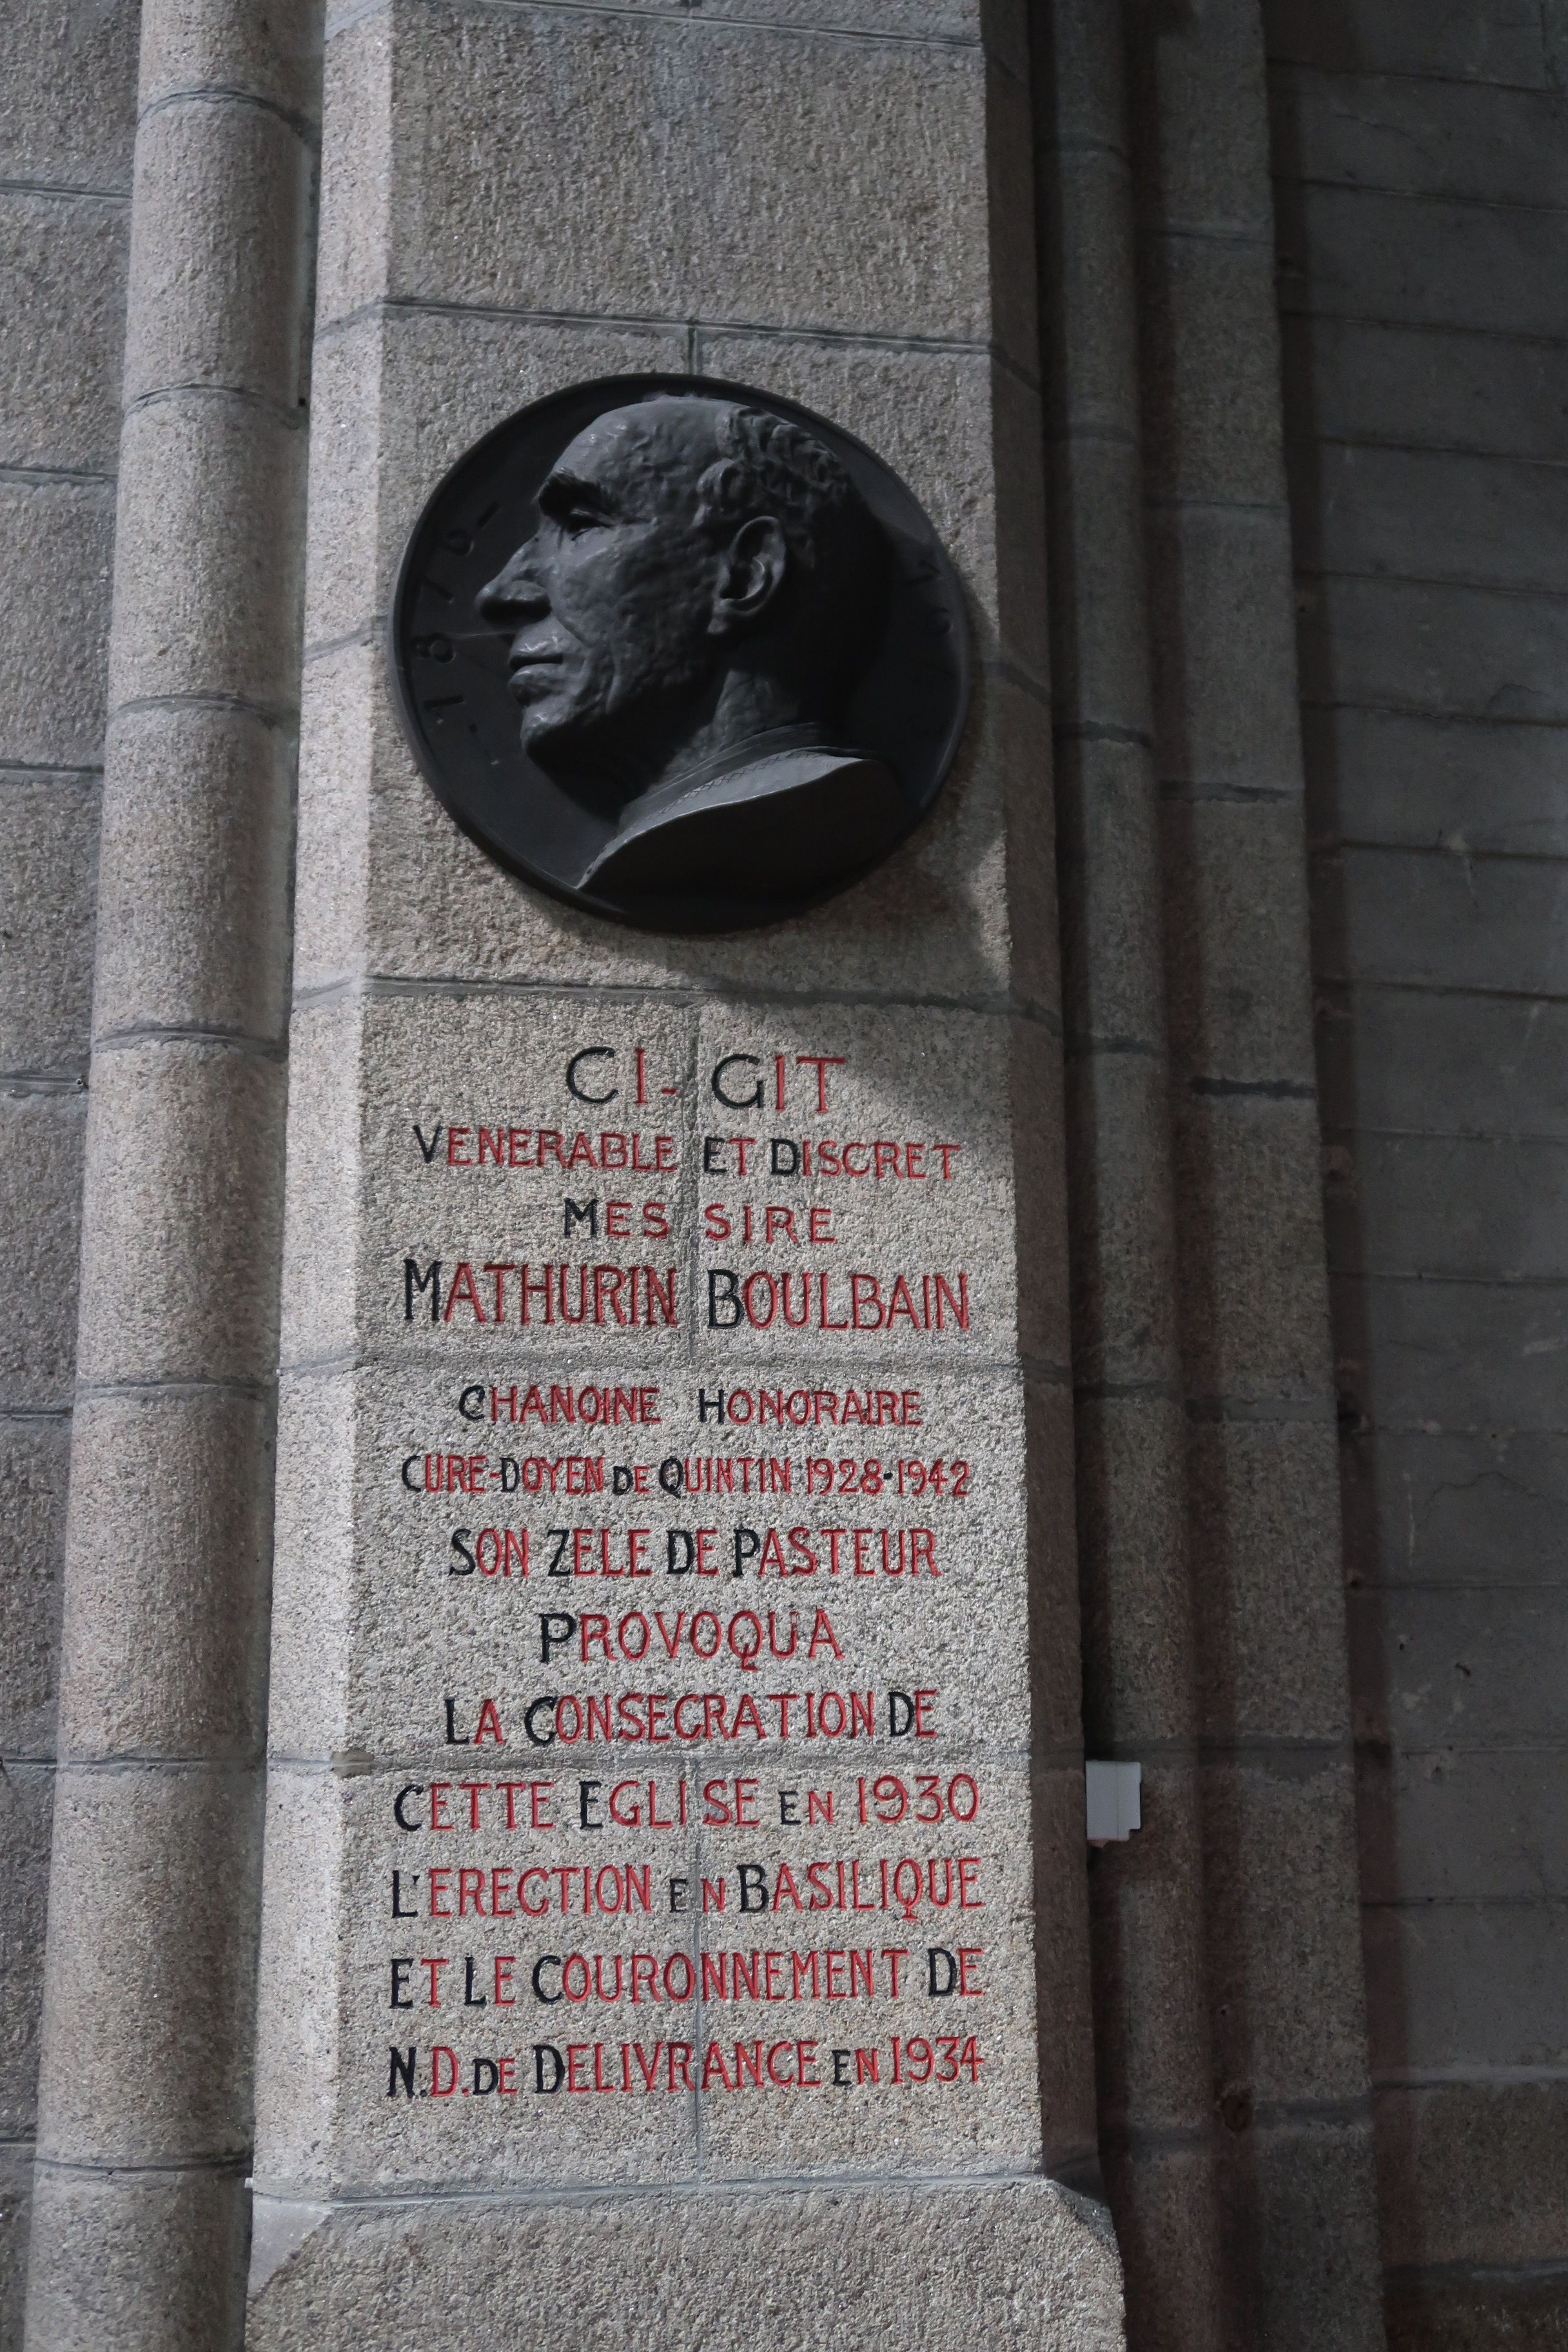 1876
CI-GIT
VENERABLE ET DISCRET
MESSIRE
MATHURIN BOULBAIN
CHANOINE HONORAIRE
CURE-DOYEN DE QUINTIN·1928·1942
SON ZELE DE PASTEUR
PROVOQUA
LA CONSECRATION DE
CETTE EGLISE EN 1930
L'ERECTION EN BASILIQUE
ET LE COURONNEMENT DE
N.D. DE DELIVRANCE EN 1934